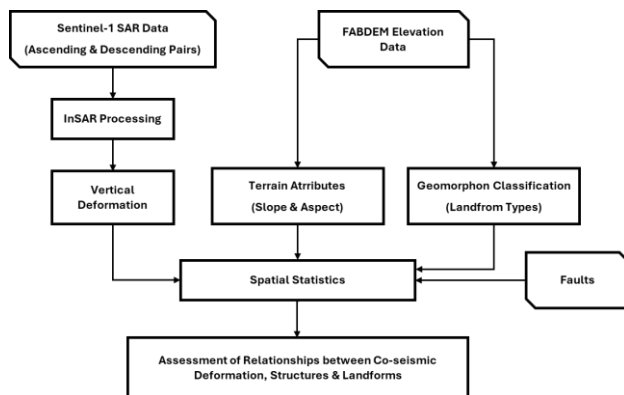 Sentinel-1 SAR Data
(Ascending & Descending Pairs)
FABDEM Elevation
Data
InSAR Processing
Vertical
Deformation
Terrain Atrributes
(Slope & Aspect)
Geomorphon Classification
(Landfrom Types)
Spatial Statistics
Faults
Assessment of Relationships between Co-seismic
Deformation, Structures & Landforms